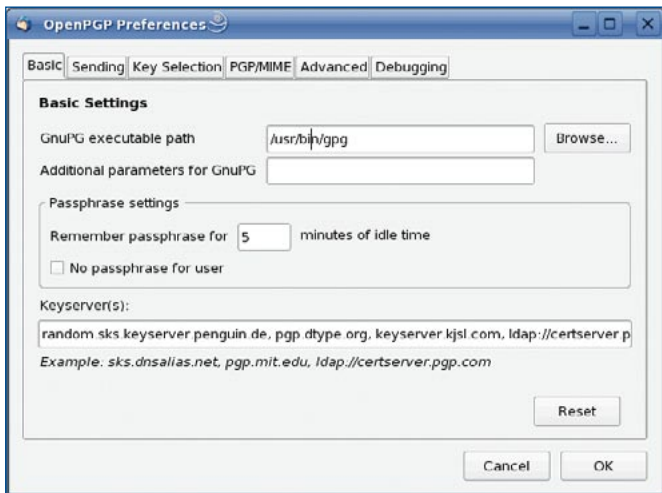 OpenPGP Preferences
Basic Sending Key Selection PGP/MIME Advanced Debugging
Basic Settings
GnuPG executable path /usr/bin/gpg Browse...
Additional parameters for GnuPG
Passphrase settings
Remember passphrase for 5 minutes of idle time
No passphrase for user
Keyserver(s):
random.sks.keyserver.penguin.de, pgp.dtype.org, keyserver.kjsl.com, ldap://certserver.p
Example: sks.dnsalias.net, pgp.mit.edu, ldap://certserver.pgp.com
Reset
Cancel OK